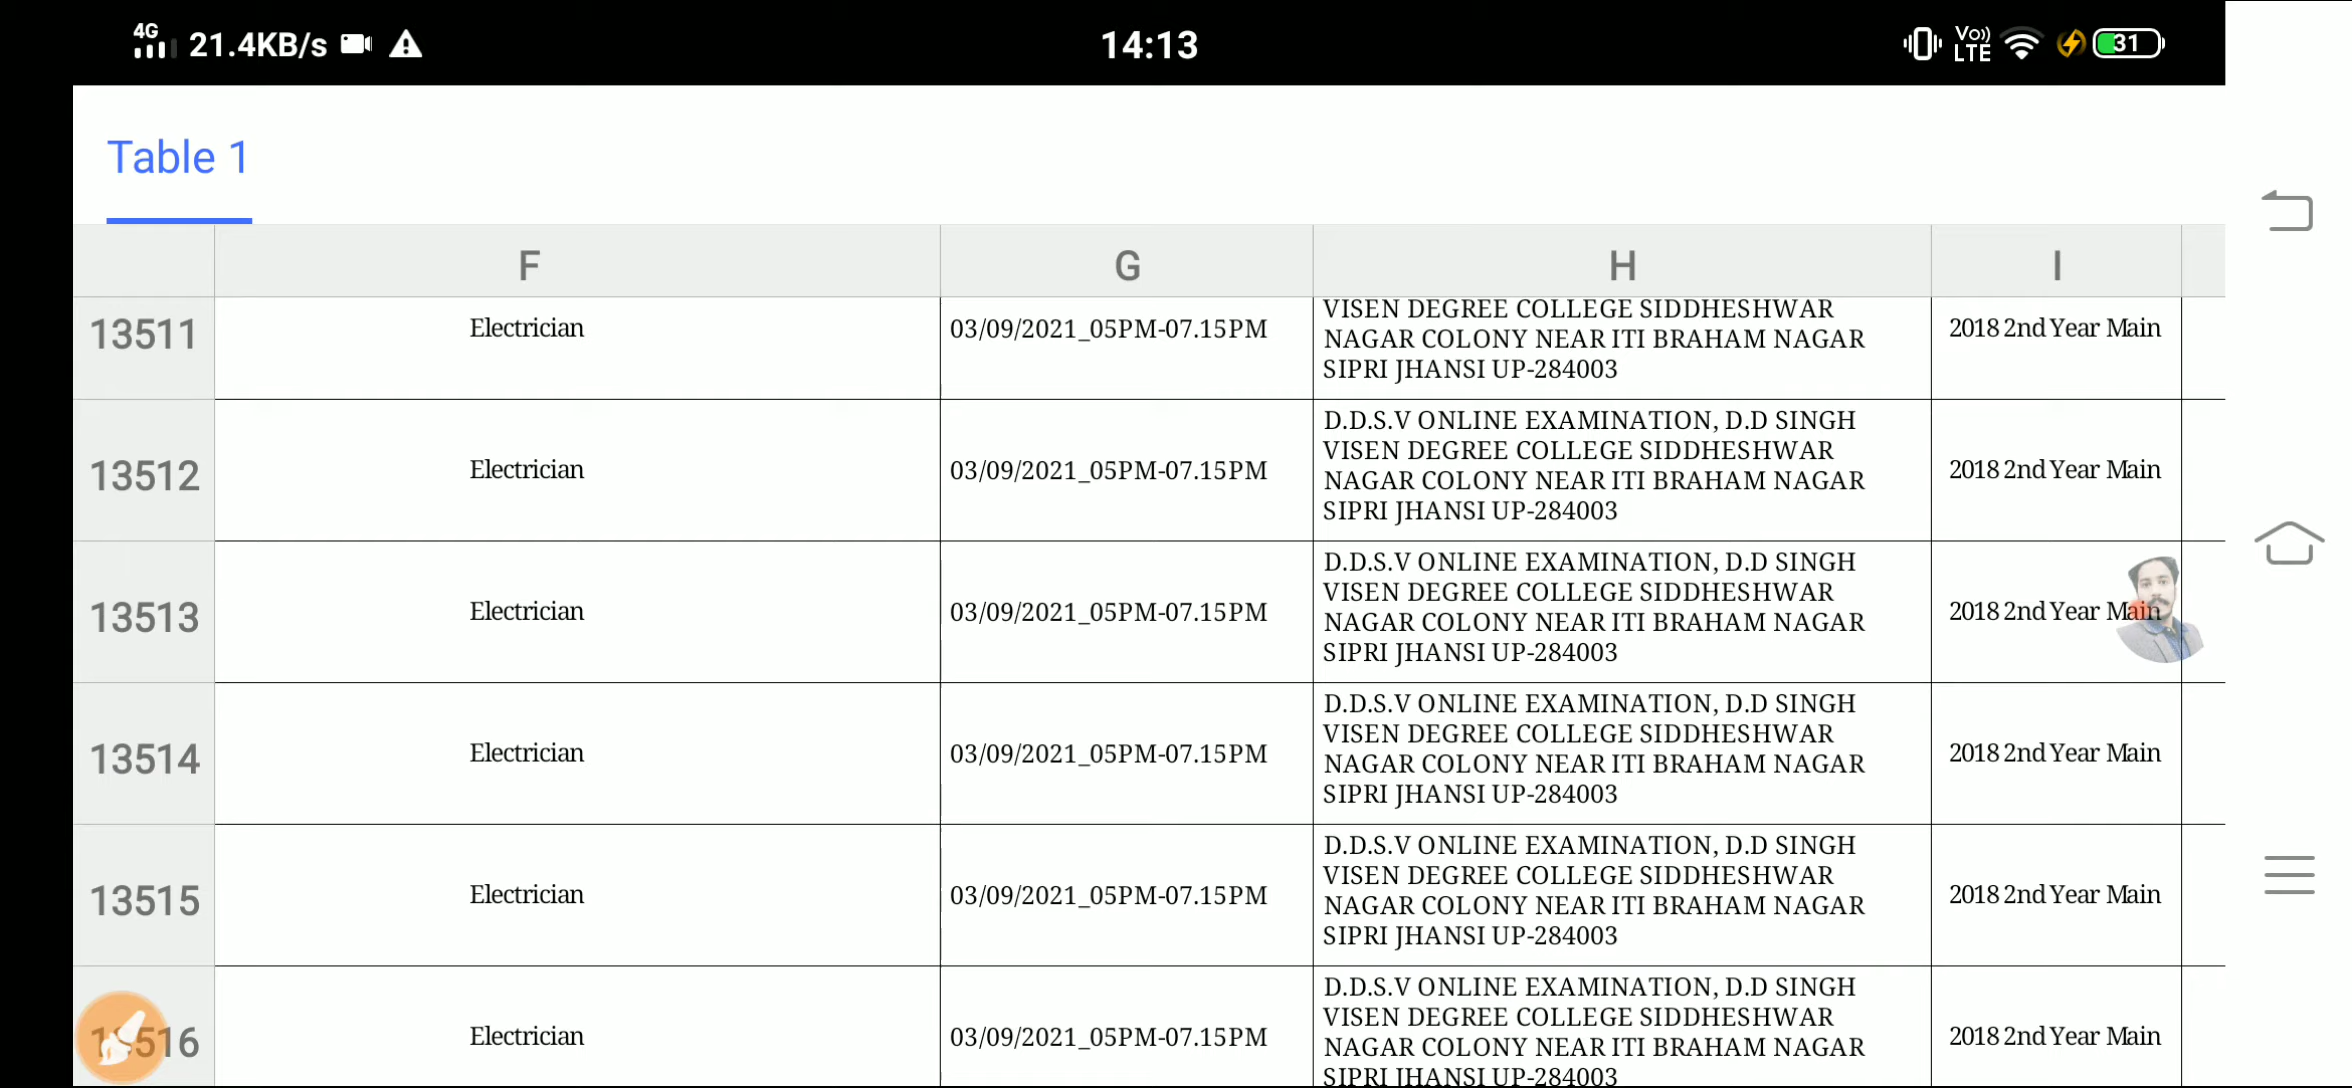 4G 21.4KB/s 14:13 Vo)) LTE 31
Table 1
F G H I
VISEN DEGREE COLLEGE SIDDHESHWAR
13511 Electrician 03/09/2021_05PM-07.15PM NAGAR COLONY NEAR ITI BRAHAM NAGAR 2018 2nd Year Main
SIPRI JHANSI UP-284003
D.D.S.V ONLINE EXAMINATION, D.D SINGH
VISEN DEGREE COLLEGE SIDDHESHWAR
13512 Electrician 03/09/2021_05PM-07.15PM NAGAR COLONY NEAR ITI BRAHAM NAGAR 2018 2nd Year Main
SIPRI JHANSI UP-284003
D.D.S.V ONLINE EXAMINATION, D.D SINGH
VISEN DEGREE COLLEGE SIDDHESHWAR
13513 Electrician 03/09/2021_05PM-07.15PM NAGAR COLONY NEAR ITI BRAHAM NAGAR 2018 2nd Year Main
SIPRI JHANSI UP-284003
D.D.S.V ONLINE EXAMINATION, D.D SINGH
VISEN DEGREE COLLEGE SIDDHESHWAR
13514 Electrician 03/09/2021_05PM-07.15PM NAGAR COLONY NEAR ITI BRAHAM NAGAR 2018 2nd Year Main
SIPRI JHANSI UP-284003
D.D.S.V ONLINE EXAMINATION, D.D SINGH
VISEN DEGREE COLLEGE SIDDHESHWAR
13515 Electrician 03/09/2021_05PM-07.15PM NAGAR COLONY NEAR ITI BRAHAM NAGAR 2018 2nd Year Main
SIPRI JHANSI UP-284003
D.D.S.V ONLINE EXAMINATION, D.D SINGH
VISEN DEGREE COLLEGE SIDDHESHWAR
13516 Electrician 03/09/2021_05PM-07.15PM NAGAR COLONY NEAR ITI BRAHAM NAGAR 2018 2nd Year Main
SIPRI JHANSI UP-284003